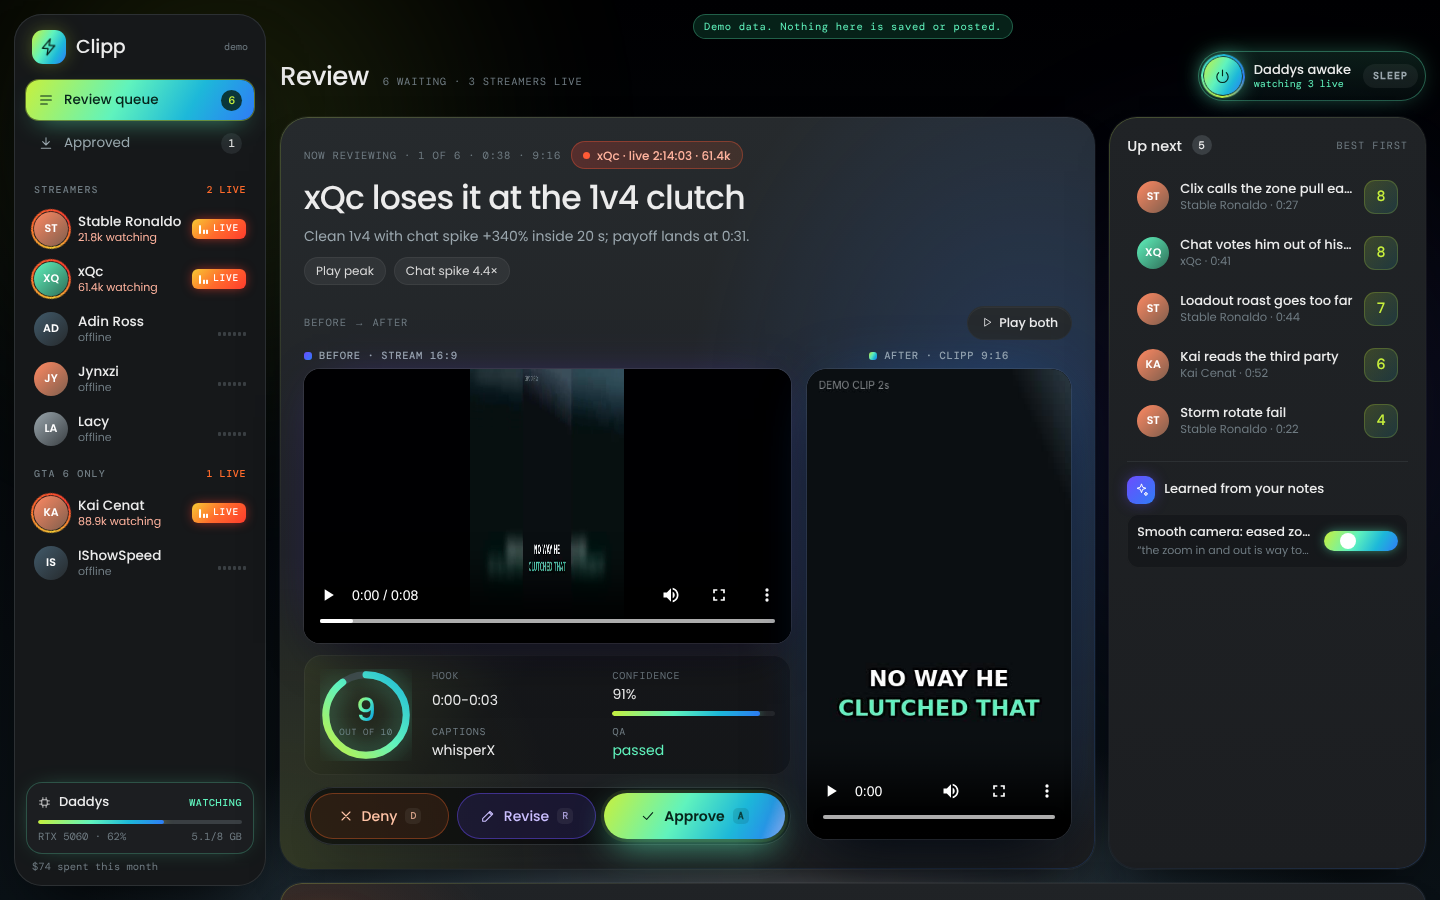 Demo data. Nothing here is saved or posted.
Clipp
demo
Review queue
6
Approved
1
STREAMERS
2 LIVE
ST
Stable Ronaldo
21.8k watching
LIVE
XQ
xQc
61.4k watching
LIVE
AD
Adin Ross
offline
JY
Jynxzi
offline
LA
Lacy
offline
GTA 6 ONLY
1 LIVE
KA
Kai Cenat
88.9k watching
LIVE
IS
IShowSpeed
offline
Daddys
WATCHING
RTX 5060 · 62%
5.1/8 GB
$74 spent this month
Review
6 WAITING · 3 STREAMERS LIVE
Daddys awake
watching 3 live
SLEEP
NOW REVIEWING · 1 OF 6 · 0:38 · 9:16
xQc · live 2:14:03 · 61.4k
xQc loses it at the 1v4 clutch
Clean 1v4 with chat spike +340% inside 20 s; payoff lands at 0:31.
Play peak
Chat spike 4.4×
BEFORE → AFTER
Play both
BEFORE · STREAM 16:9
NO WAY HE
CLUTCHED THAT
0:00 / 0:08
AFTER · CLIPP 9:16
DEMO CLIP 2s
NO WAY HE
CLUTCHED THAT
0:00
9
OUT OF 10
HOOK
0:00–0:03
CONFIDENCE
91%
CAPTIONS
whisperX
QA
passed
Deny D
Revise R
Approve A
Up next 5
BEST FIRST
ST
Clix calls the zone pull ea...
Stable Ronaldo · 0:27
8
XQ
Chat votes him out of his...
xQc · 0:41
8
ST
Loadout roast goes too far
Stable Ronaldo · 0:44
7
KA
Kai reads the third party
Kai Cenat · 0:52
6
ST
Storm rotate fail
Stable Ronaldo · 0:22
4
Learned from your notes
Smooth camera: eased zo...
"the zoom in and out is way to...